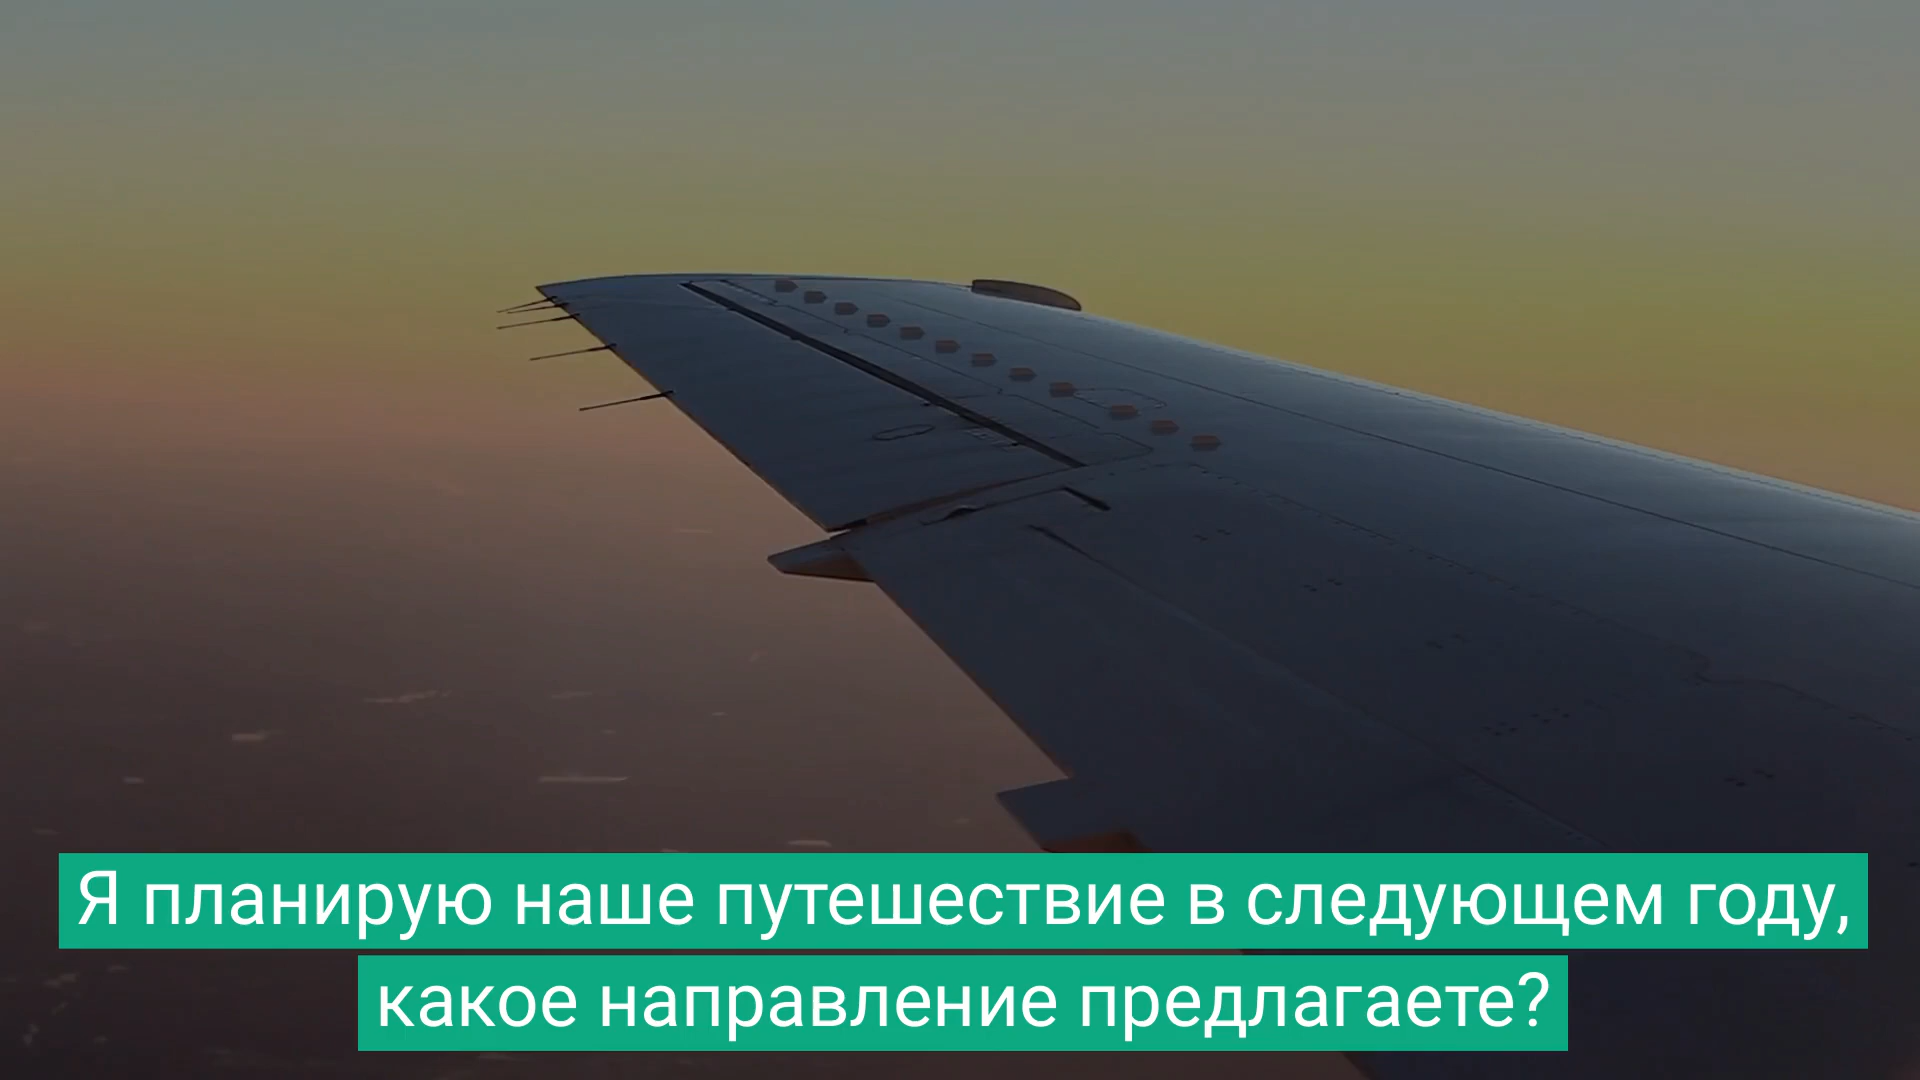 Я планирую наше путешествие в следующем году,
какое направление предлагаете?